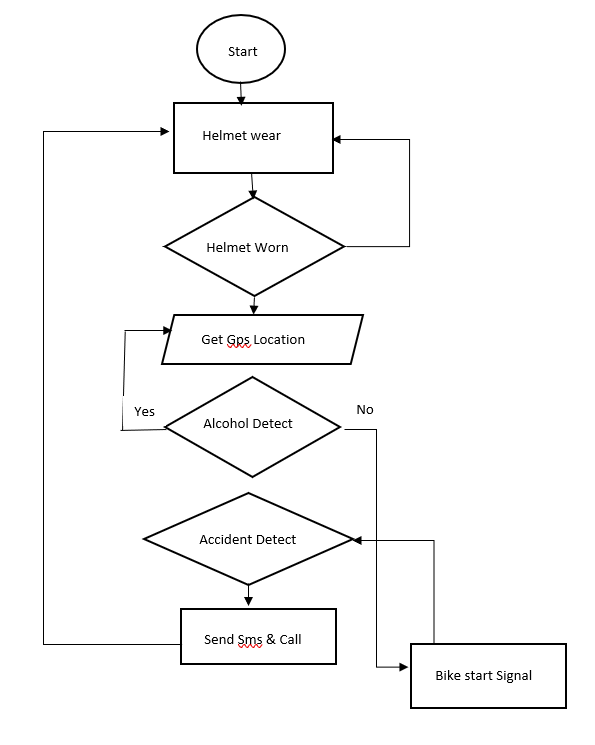 Start
Helmet wear
Helmet Worn
Get Gps Location
Yes
Alcohol Detect
No
Accident Detect
Send Sms & Call
Bike start Signal